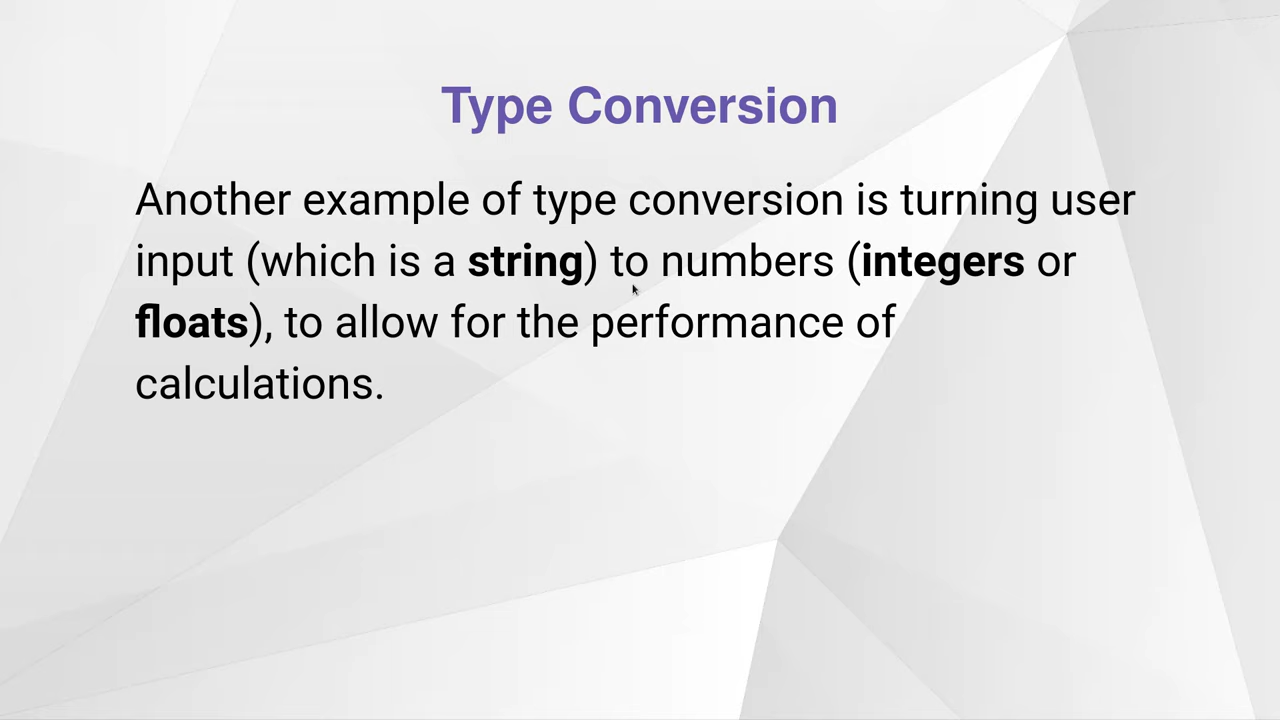 Type Conversion
Another example of type conversion is turning user
input (which is a string) to numbers (integers or
floats), to allow for the performance of
calculations.